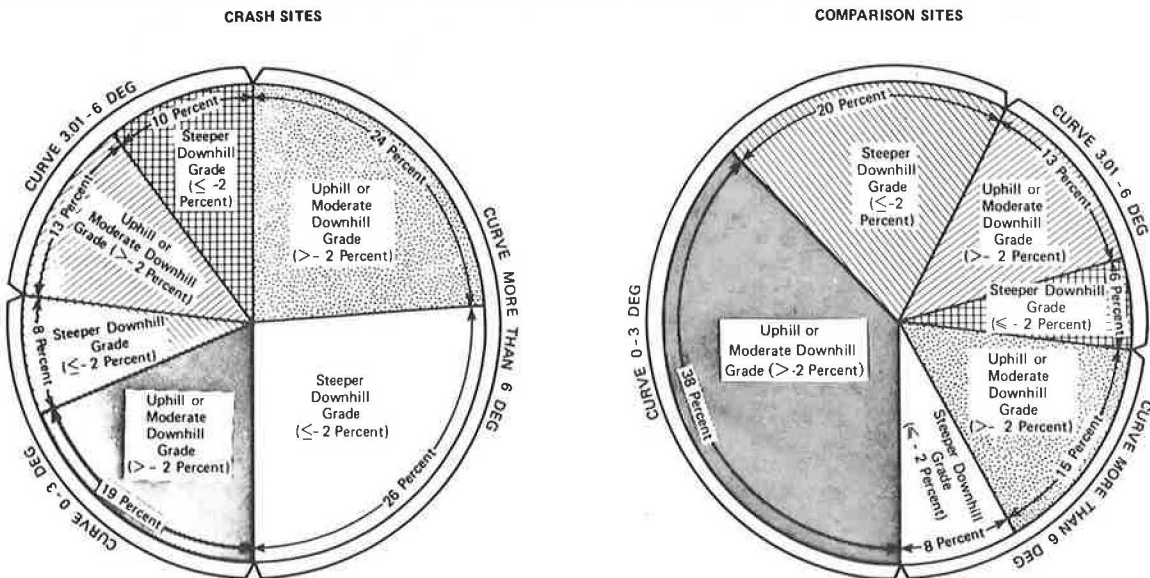 CRASH SITES
CURVE 3.01 - 6 DEG
10 Percent
Steeper
Downhill
Grade
(≤ -2
Percent)
24 Percent
Uphill or
Moderate
Downhill
Grade
(>- 2 Percent)
13 Percent
Uphill or
Moderate Downhill
Grade (>- 2 Percent)
CURVE MORE THAN 6 DEG
8 Percent
Steeper Downhill
Grade
(≤- 2 Percent)
Steeper
Downhill
Grade
(≤- 2 Percent)
26 Percent
Uphill or
Moderate
Downhill
Grade
(>- 2 Percent)
19 Percent
CURVE 0-3 DEG
COMPARISON SITES
CURVE 0-3 DEG
20 Percent
Steeper
Downhill
Grade
(≤-2
Percent)
CURVE 3.01 - 6 DEG
13 Percent
Uphill or
Moderate
Downhill
Grade
(>- 2 Percent)
6 Percent
Steeper Downhill
Grade
(≤ - 2 Percent)
Uphill or
Moderate Downhill
Grade (>-2 Percent)
38 Percent
Uphill or
Moderate
Downhill
Grade
(>- 2 Percent)
15 Percent
CURVE MORE THAN 6 DEG
Steeper Downhill
Grade
(≤ - 2 Percent)
8 Percent